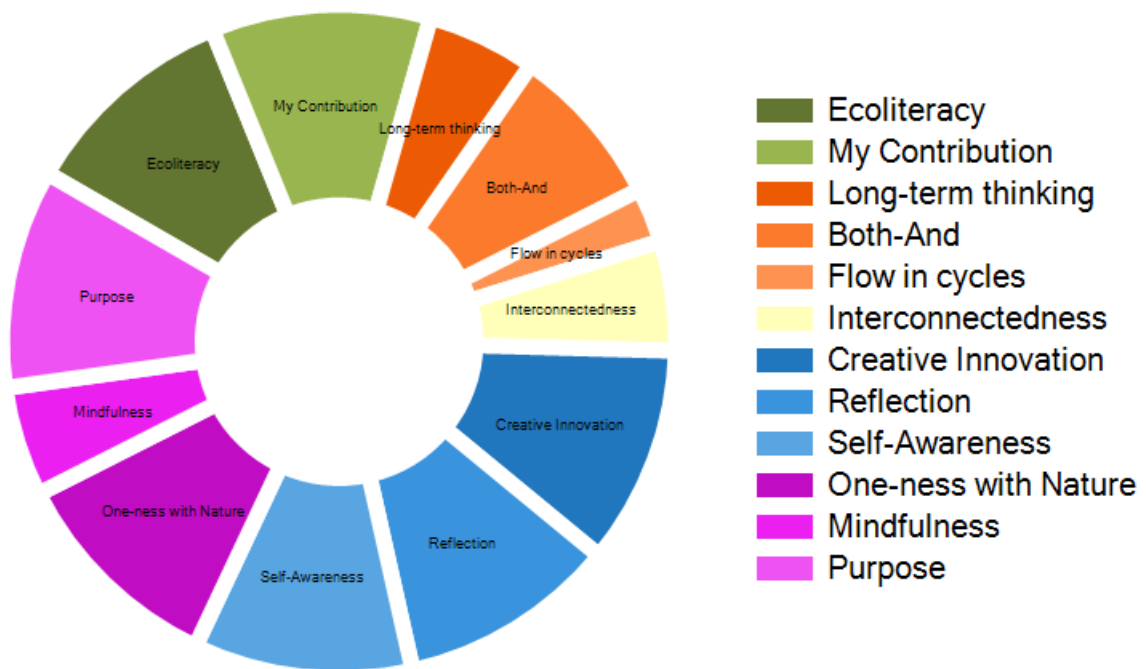 My Contribution
Long-term thinking
Ecoliteracy
Both-And
Flow in cycles
Purpose
Interconnectedness
Mindfulness
Creative Innovation
One-ness with Nature
Reflection
Self-Awareness
Ecoliteracy
My Contribution
Long-term thinking
Both-And
Flow in cycles
Interconnectedness
Creative Innovation
Reflection
Self-Awareness
One-ness with Nature
Mindfulness
Purpose